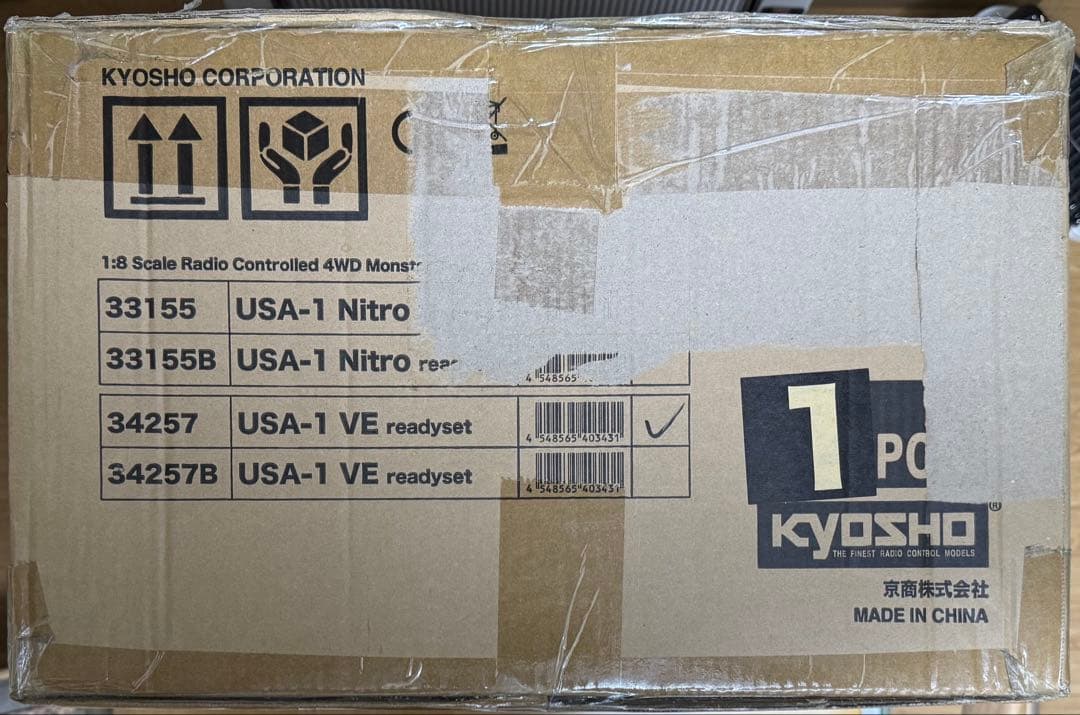 KYOSHO CORPORATION
1:8 Scale Radio Controlled 4WD
33155 USA-1 Nitro
33155B USA-1 Nitro
4 548565
34257 USA-1 VE readyset
4 548565 403431
34257B USA-1 VE readyset
4 548565 403431
1
KYOSHO®
THE FINEST RADIO CONTROL MODELS
京商株式会社
MADE IN CHINA